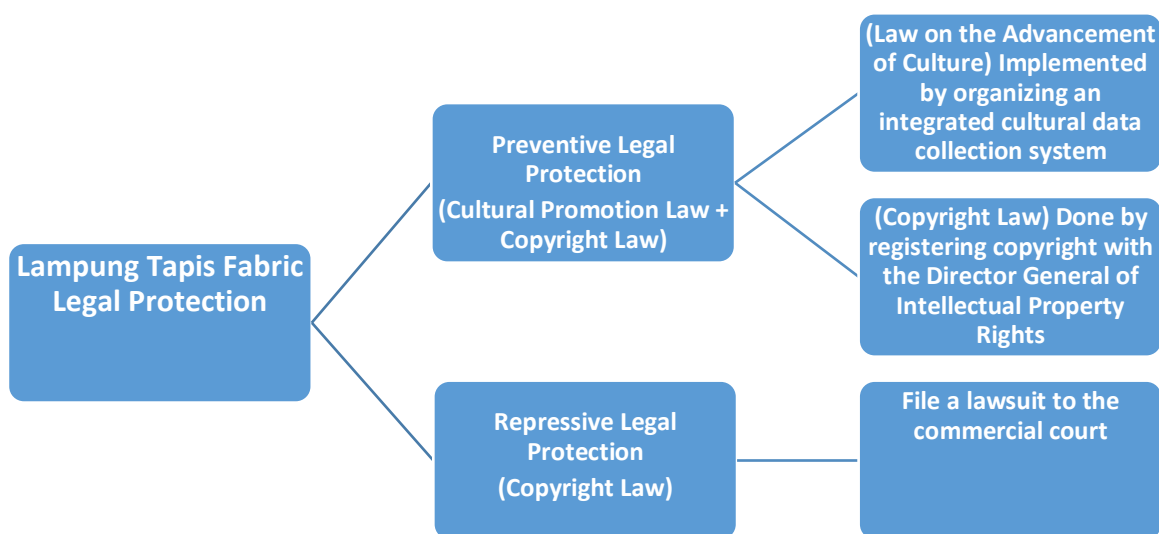 Lampung Tapis Fabric
Legal Protection
Preventive Legal
Protection
(Cultural Promotion Law +
Copyright Law)
(Law on the Advancement
of Culture) Implemented
by organizing an
integrated cultural data
collection system
(Copyright Law) Done by
registering copyright with
the Director General of
Intellectual Property
Rights
Repressive Legal
Protection
(Copyright Law)
File a lawsuit to the
commercial court